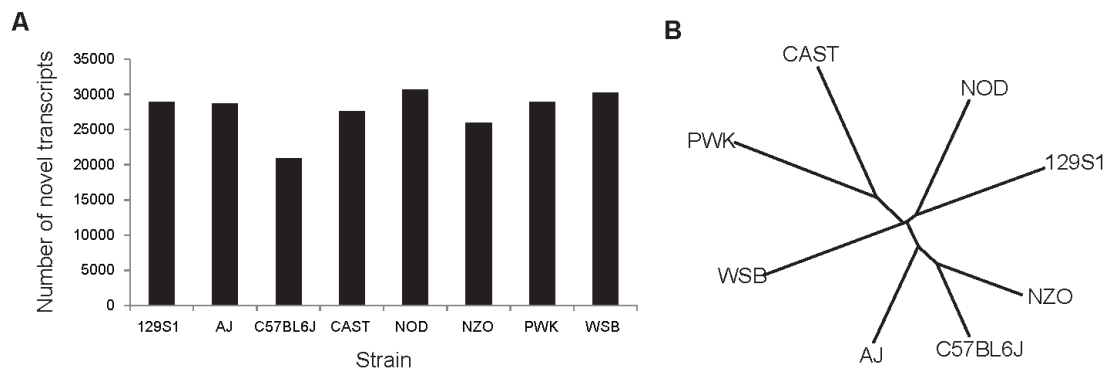 A
Number of novel transcripts
35000
30000
25000
20000
15000
10000
5000
0
129S1 AJ C57BL6J CAST NOD NZO PWK WSB
Strain
B
CAST
NOD
PWK
129S1
WSB
NZO
C57BL6J
AJ